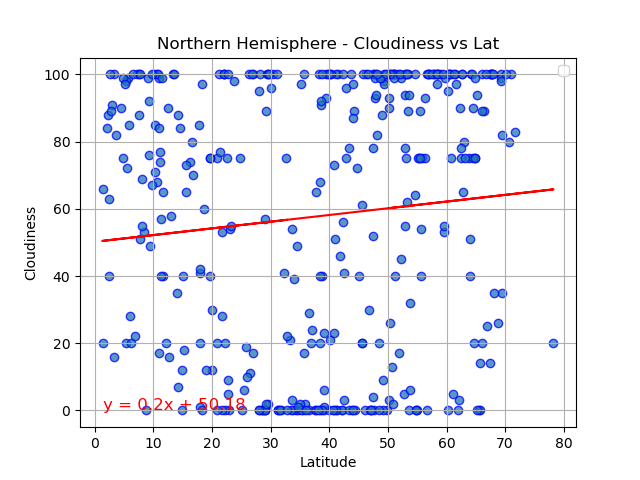 Northern Hemisphere - Cloudiness vs Lat
100
80
60
40
20
0
Cloudiness
y = 0.2x + 50.18
0 10 20 30 40 50 60 70 80
Latitude